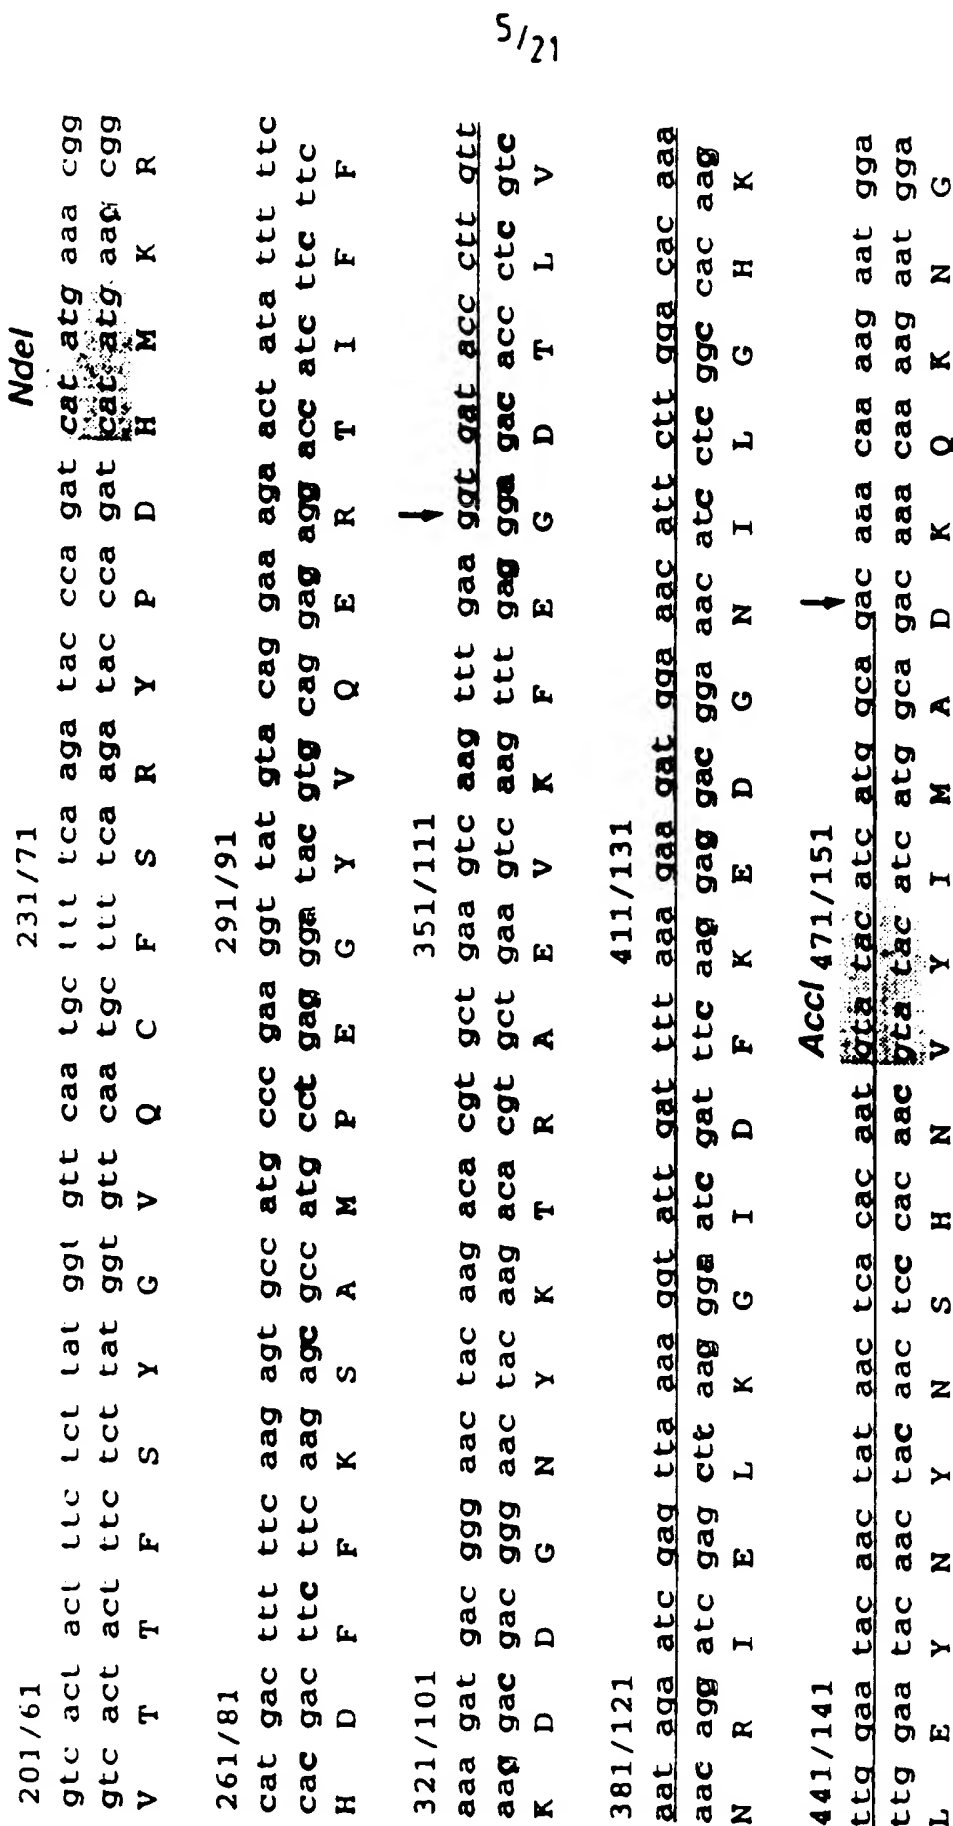 5/21
NdeI
201/61 231/71
gtc act act ttc tct tat ggt gtt caa tgc ttt tca aga tac cca gat cat atg aaa cgg
gtc act act ttc tct tat ggt gtt caa tgc ttt tca aga tac cca gat cat atg aag cgg
V T T F S Y G V Q C F S R Y P D H M K R
261/81 291/91
cat gac ttt ttc aag agt gcc atg ccc gaa ggt tat gta cag gaa aga act ata ttt ttc
cac gac ttc ttc aag agc gcc atg cct gag gga tac gtg cag gag agg acc atc ttc ttc
H D F F K S A M P E G Y V Q E R T I F F
321/101 351/111
aaa gat gac ggg aac tac aag aca cgt gct gaa gtc aag ttt gaa ggt gat acc ctt gtt
aag gac gac ggg aac tac aag aca cgt gct gaa gtc aag ttt gag gga gac acc ctc gtc
K D D G N Y K T R A E V K F E G D T L V
381/121 411/131
aat aga atc gag tta aaa ggt att gat ttt aaa gaa gat gga aac att ctt gga cac aaa
aac agg atc gag ctt aag gga atc gat ttc aag gag gac gga aac atc ctc ggc cac aag
N R I E L K G I D F K E D G N I L G H K
441/141 AccI 471/151
ttg gaa tac aac tat aac tca cac aat gta tac atc atg gca gac aaa caa aag aat gga
ttg gaa tac aac tac aac tcc cac aac gta tac atc atg gca gac aaa caa aag aat gga
L E Y N Y N S H N V Y I M A D K Q K N G